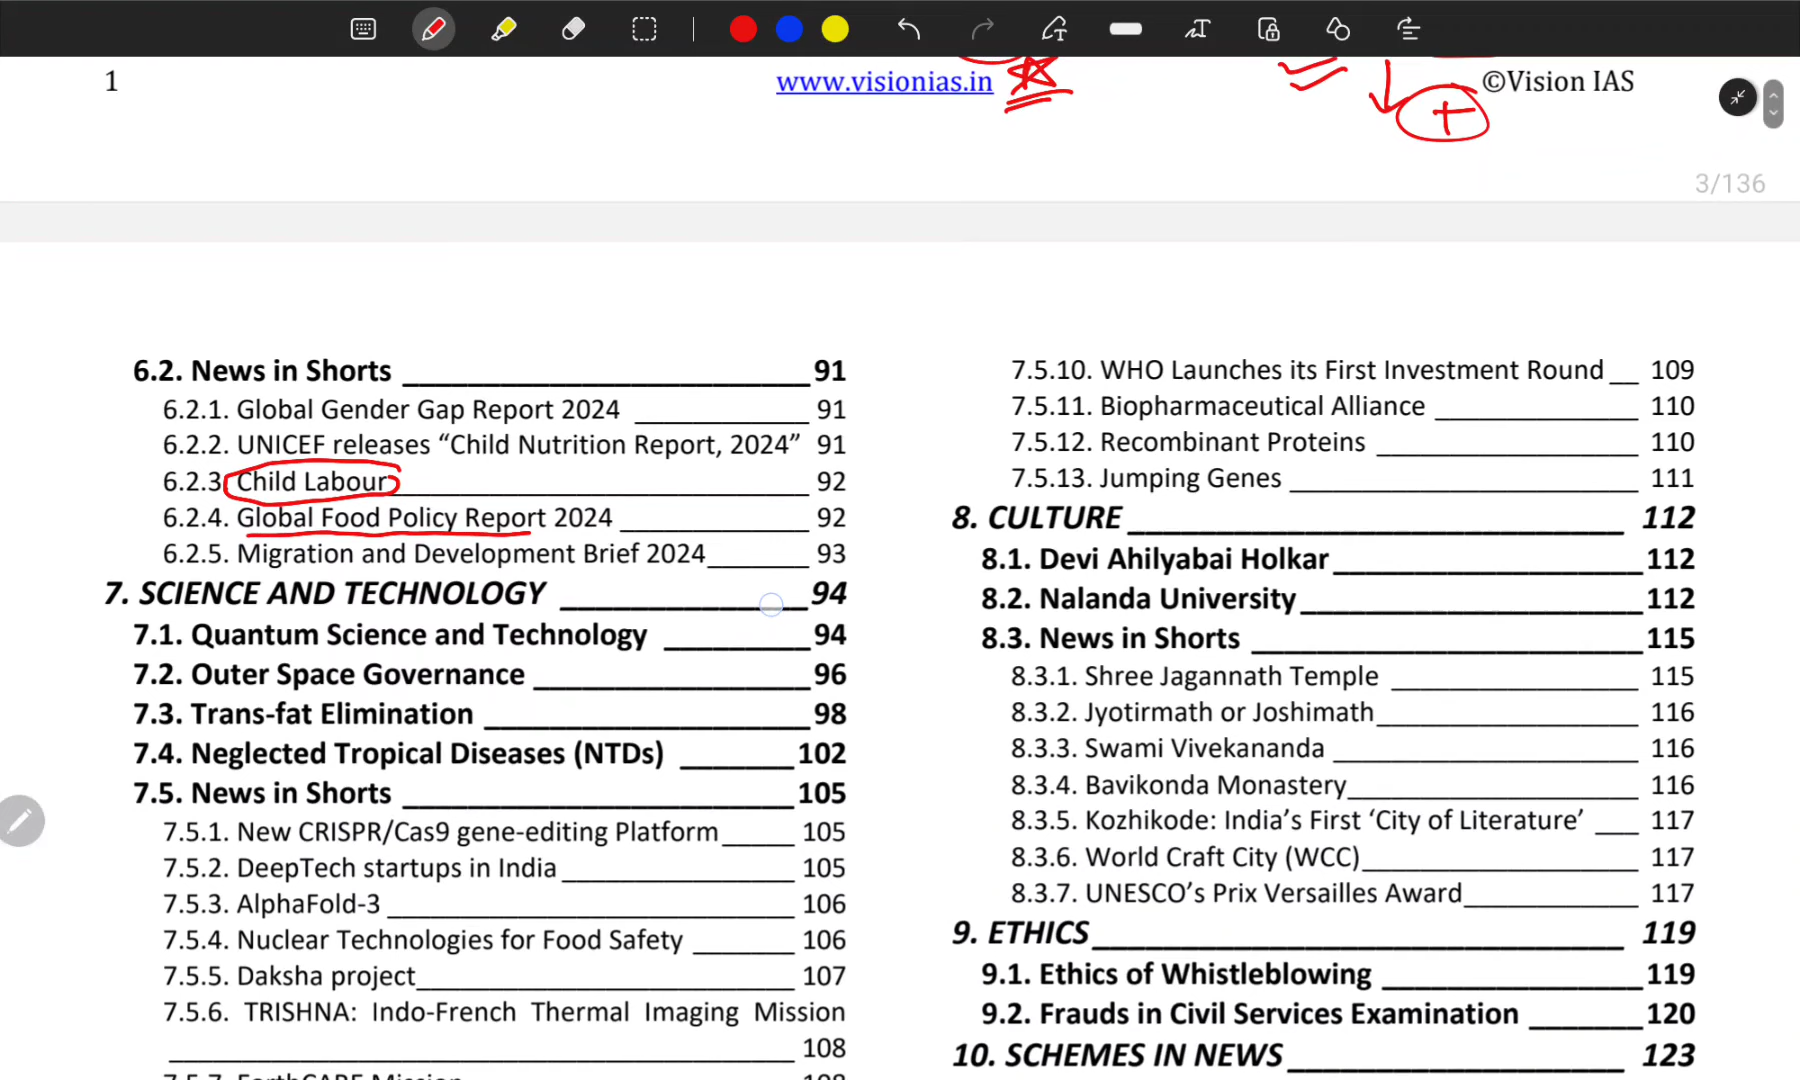 1
www.visionias.in
©Vision IAS
3/136
6.2. News in Shorts 91
6.2.1. Global Gender Gap Report 2024 91
6.2.2. UNICEF releases “Child Nutrition Report, 2024” 91
6.2.3 Child Labour 92
6.2.4. Global Food Policy Report 2024 92
6.2.5. Migration and Development Brief 2024 93
7. SCIENCE AND TECHNOLOGY 94
7.1. Quantum Science and Technology 94
7.2. Outer Space Governance 96
7.3. Trans-fat Elimination 98
7.4. Neglected Tropical Diseases (NTDs) 102
7.5. News in Shorts 105
7.5.1. New CRISPR/Cas9 gene-editing Platform 105
7.5.2. DeepTech startups in India 105
7.5.3. AlphaFold-3 106
7.5.4. Nuclear Technologies for Food Safety 106
7.5.5. Daksha project 107
7.5.6. TRISHNA: Indo-French Thermal Imaging Mission
108
7.5.10. WHO Launches its First Investment Round 109
7.5.11. Biopharmaceutical Alliance 110
7.5.12. Recombinant Proteins 110
7.5.13. Jumping Genes 111
8. CULTURE 112
8.1. Devi Ahilyabai Holkar 112
8.2. Nalanda University 112
8.3. News in Shorts 115
8.3.1. Shree Jagannath Temple 115
8.3.2. Jyotirmath or Joshimath 116
8.3.3. Swami Vivekananda 116
8.3.4. Bavikonda Monastery 116
8.3.5. Kozhikode: India’s First ‘City of Literature’ 117
8.3.6. World Craft City (WCC) 117
8.3.7. UNESCO’s Prix Versailles Award 117
9. ETHICS 119
9.1. Ethics of Whistleblowing 119
9.2. Frauds in Civil Services Examination 120
10. SCHEMES IN NEWS 123